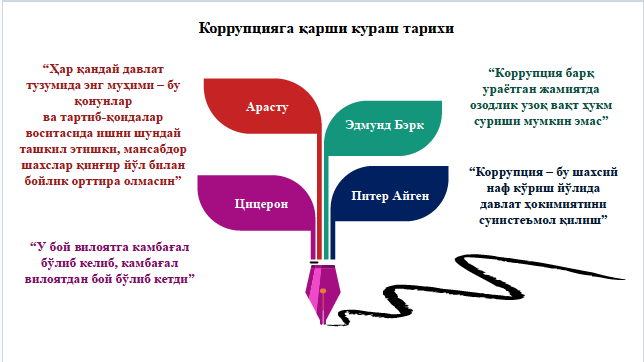 Коррупцияга қарши кураш тарихи
“Ҳар қандай давлат
тузумида энг муҳими – бу
қонунлар
ва тартиб-қоидалар
воситасида ишни шундай
ташкил этишки, мансабдор
шахслар қинғир йўл билан
бойлик орттира олмасин”
Арасту
Эдмунд Бэрк
“Коррупция барқ
ураётган жамиятда
озодлик узоқ вақт ҳукм
суриши мумкин эмас”
Цицерон
Питер Айген
“Коррупция – бу шахсий
наф кўриш йўлида
давлат ҳокимиятини
суиистеъмол қилиш”
“У бой вилоятга камбағал
бўлиб келиб, камбағал
вилоятдан бой бўлиб кетди”